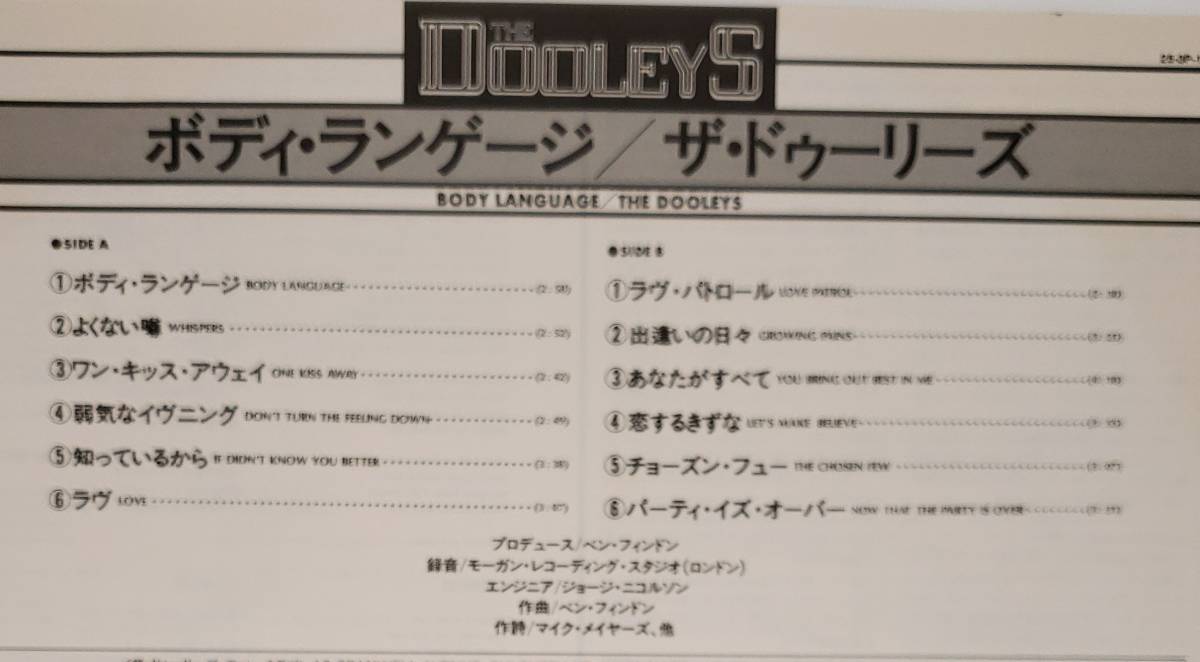 THE DOOLEYS
ボディ・ランゲージ/ザ・ドゥーリーズ
BODY LANGUAGE/THE DOOLEYS
●SIDE A
①ボディ・ランゲージ BODY LANGUAGE (2:58)
②よくない噂 WHISPERS (2:52)
③ワン・キッス・アウェイ ONE KISS AWAY (2:42)
④弱気なイヴニング DON'T TURN THE FEELING DOWN (2:49)
⑤知っているから IF DIDN'T KNOW YOU BETTER
⑥ラヴ LOVE
●SIDE B
①ラヴ・パトロール LOVE PATROL
②出逢いの日々 GROWING PAINS
③あなたがすべて YOU BRING OUT BEST IN ME
④恋するきずな LET'S MAKE BELIEVE
⑤チョーズン・フュー THE CHOSEN FEW
⑥パーティ・イズ・オーバー NOW THAT THE PARTY IS OVER
プロデュース/ベン・フィンドン
録音/モーガン・レコーディング・スタジオ(ロンドン)
エンジニア/ジョージ・ニコルソン
作曲/ベン・フィンドン
作詩/マイク・メイヤーズ、他